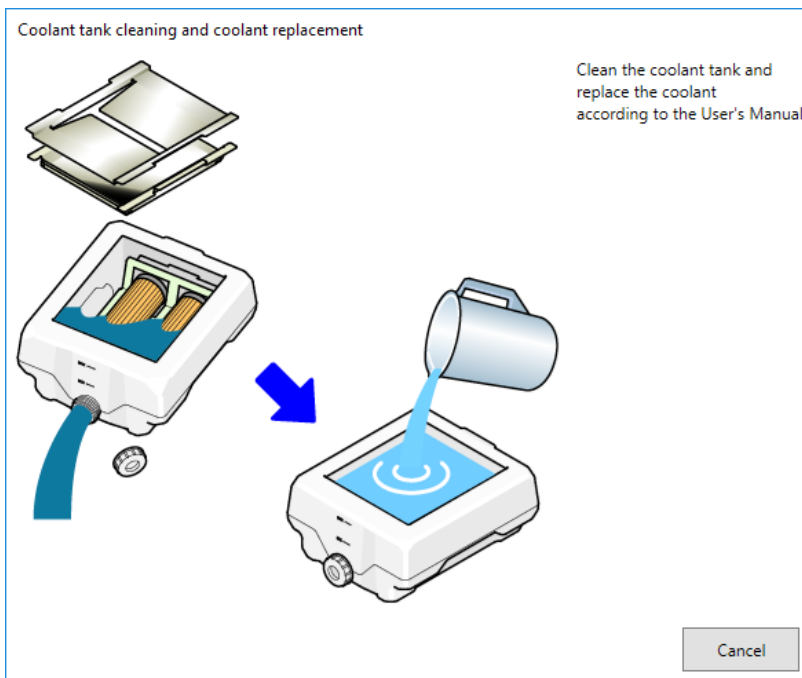 Coolant tank cleaning and coolant replacement
Clean the coolant tank and
replace the coolant
according to the User's Manual
Cancel